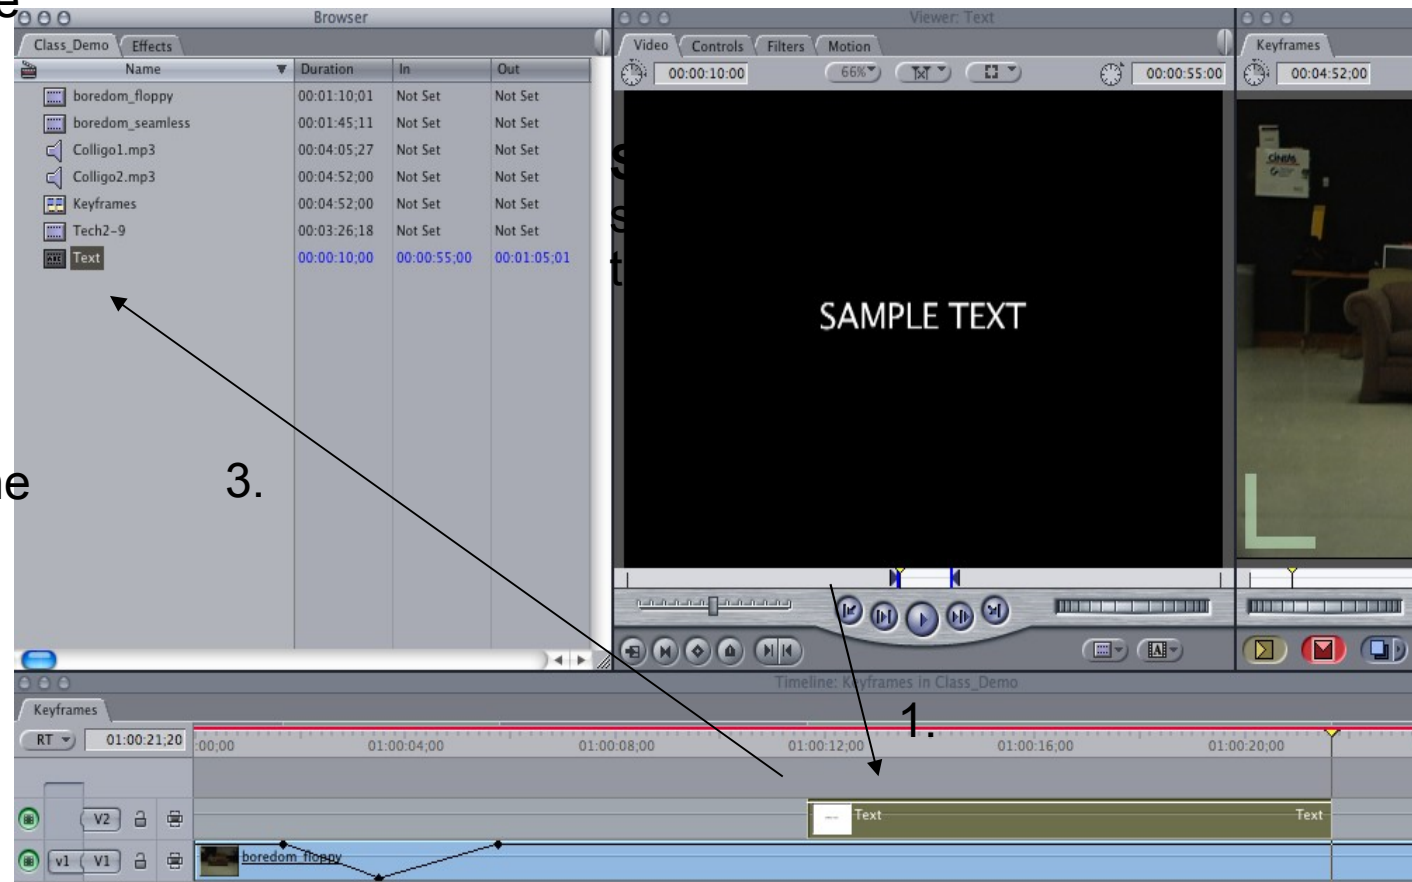 e
Browser
Viewer: Text
Class_Demo Effects
Video Controls Filters Motion
Keyframes
Name Duration In Out
00:00:10:00 66% 00:00:55:00
00:04:52;00
boredom_floppy 00:01:10;01 Not Set Not Set
boredom_seamless 00:01:45;11 Not Set Not Set
Colligo1.mp3 00:04:05;27 Not Set Not Set
Colligo2.mp3 00:04:52;00 Not Set Not Set
Keyframes 00:04:52;00 Not Set Not Set
Tech2-9 00:03:26;18 Not Set Not Set
ABC Text 00:00:10;00 00:00:55;00 00:01:05;01
CINEMA
s
t
SAMPLE TEXT
ne
3.
A
Timeline: Keyframes in Class_Demo
Keyframes
1.
RT 01:00:21;20 :00;00 01:00:04;00 01:00:08;00 01:00:12;00 01:00:16;00 01:00:20;00
V2 Text Text
v1 V1 boredom_floppy